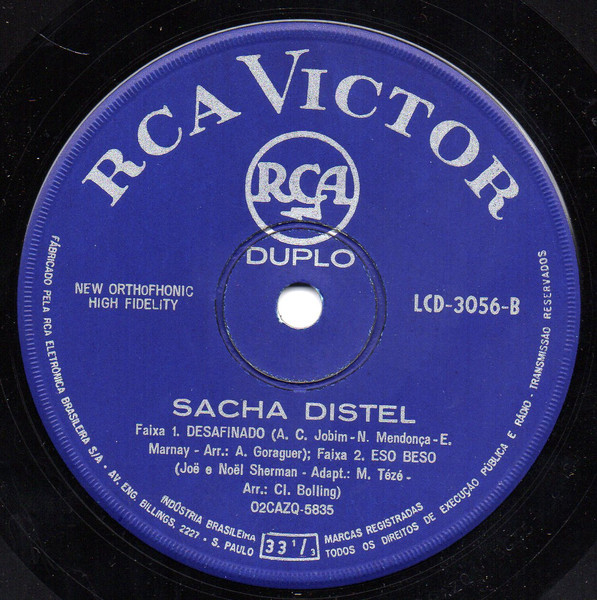 RCA VICTOR
RCA
DUPLO
NEW ORTHOFHONIC
HIGH FIDELITY
LCD-3056-B
SACHA DISTEL
Faixa 1. DESAFINADO (A. C. Jobim-N. Mendonça-E.
Marnay - Arr.: A. Goraguer); Faixa 2. ESO BESO
(Joë e Noël Sherman - Adapt.: M. Tézé -
Arr.: Cl. Bolling)
02CAZQ-5835
FÀBRICADO PELA RCA ELETRÔNICA BRASILEIRA S/A - AV. ENG. BILLINGS, 2227 - S. PAULO
INDÚSTRIA BRASILEIRA
33 1/3
MARCAS REGISTRADAS
TODOS OS DIREITOS DE EXECUÇÃO PÚBLICA E RÁDIO - TRANSMISSÃO RESERVADOS